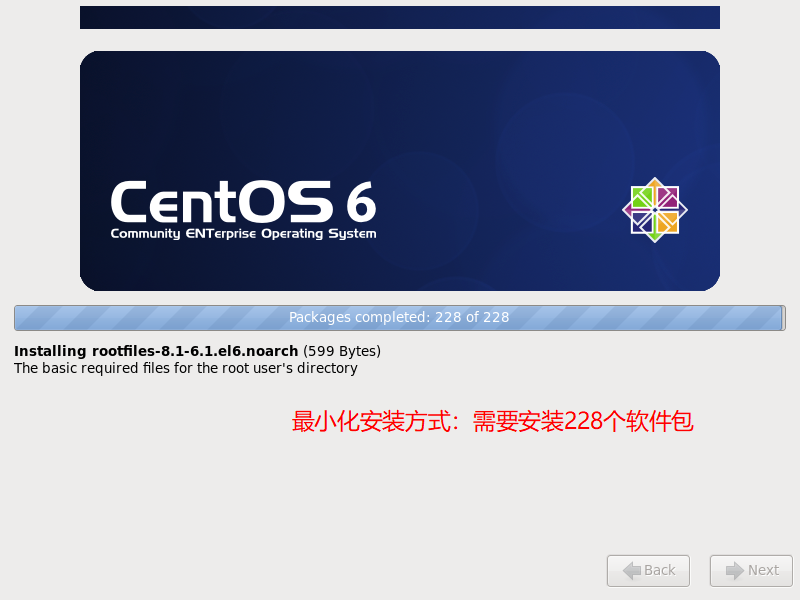 CentOS 6
Community ENTerprise Operating System
Packages completed: 228 of 228
Installing rootfiles-8.1-6.1.el6.noarch (599 Bytes)
The basic required files for the root user's directory
最小化安装方式：需要安装228个软件包
Back
Next